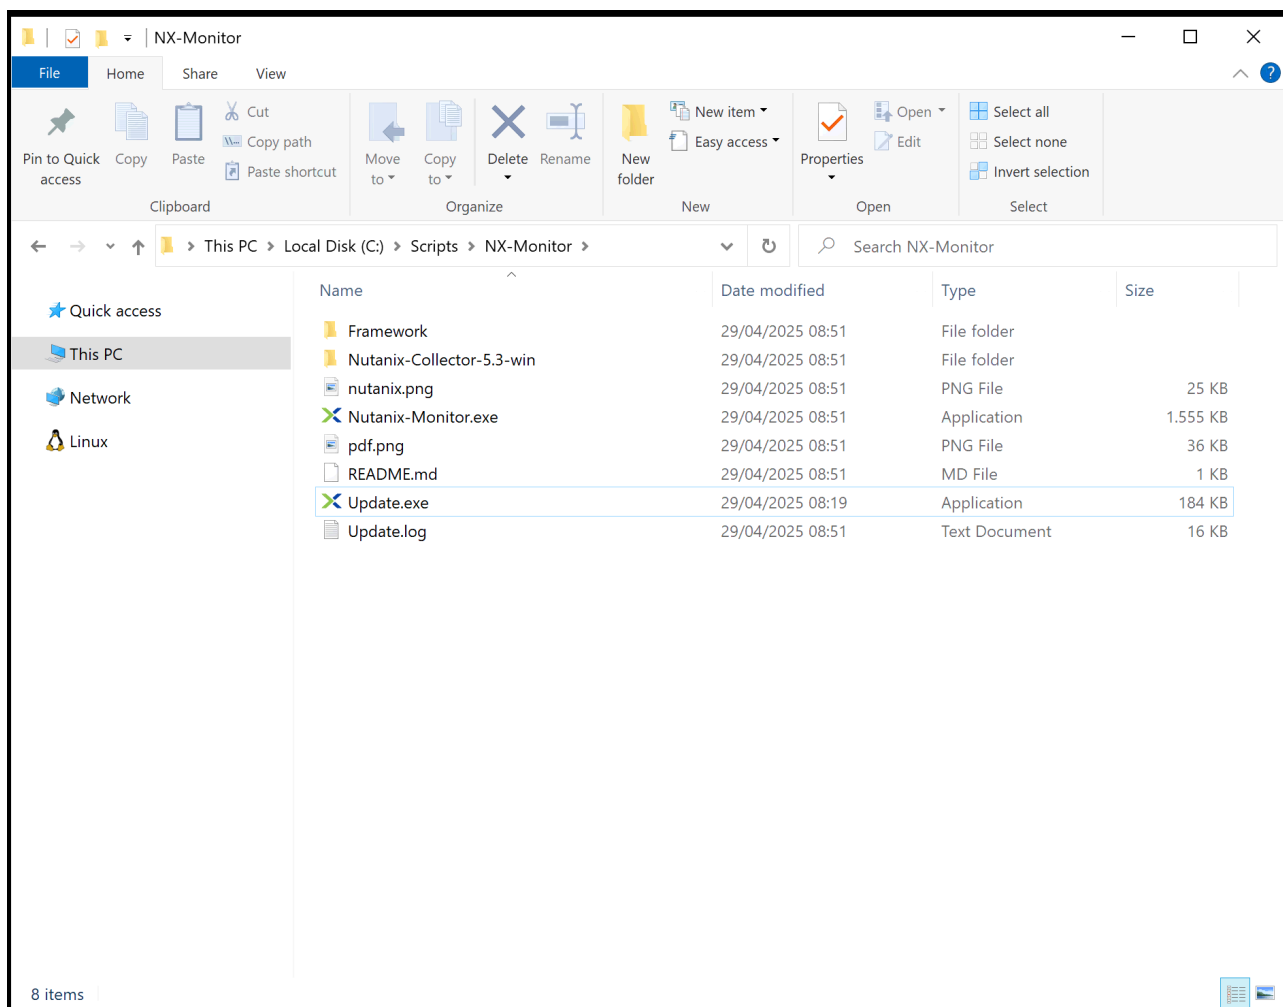 NX-Monitor
File Home Share View
Pin to Quick access
Copy
Paste
Cut
Copy path
Paste shortcut
Clipboard
Move to
Copy to
Delete
Rename
Organize
New folder
New item
Easy access
New
Properties
Open
Edit
Open
Select all
Select none
Invert selection
Select
This PC > Local Disk (C:) > Scripts > NX-Monitor >
Search NX-Monitor
Quick access
This PC
Network
Linux
Name Date modified Type Size
Framework 29/04/2025 08:51 File folder
Nutanix-Collector-5.3-win 29/04/2025 08:51 File folder
nutanix.png 29/04/2025 08:51 PNG File 25 KB
Nutanix-Monitor.exe 29/04/2025 08:51 Application 1.555 KB
pdf.png 29/04/2025 08:51 PNG File 36 KB
README.md 29/04/2025 08:51 MD File 1 KB
Update.exe 29/04/2025 08:19 Application 184 KB
Update.log 29/04/2025 08:51 Text Document 16 KB
8 items